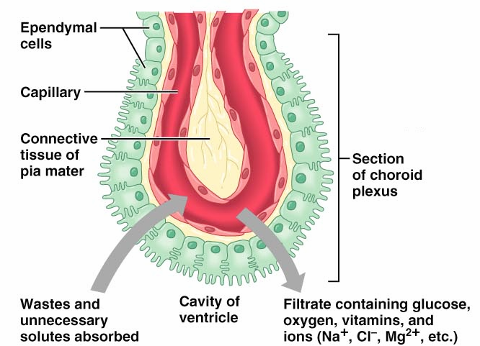 Ependymal
cells
Capillary
Connective
tissue of
pia mater
Section
of choroid
plexus
Wastes and
unnecessary
solutes absorbed
Cavity of
ventricle
Filtrate containing glucose,
oxygen, vitamins, and
ions (Na⁺, Cl⁻, Mg²⁺, etc.)